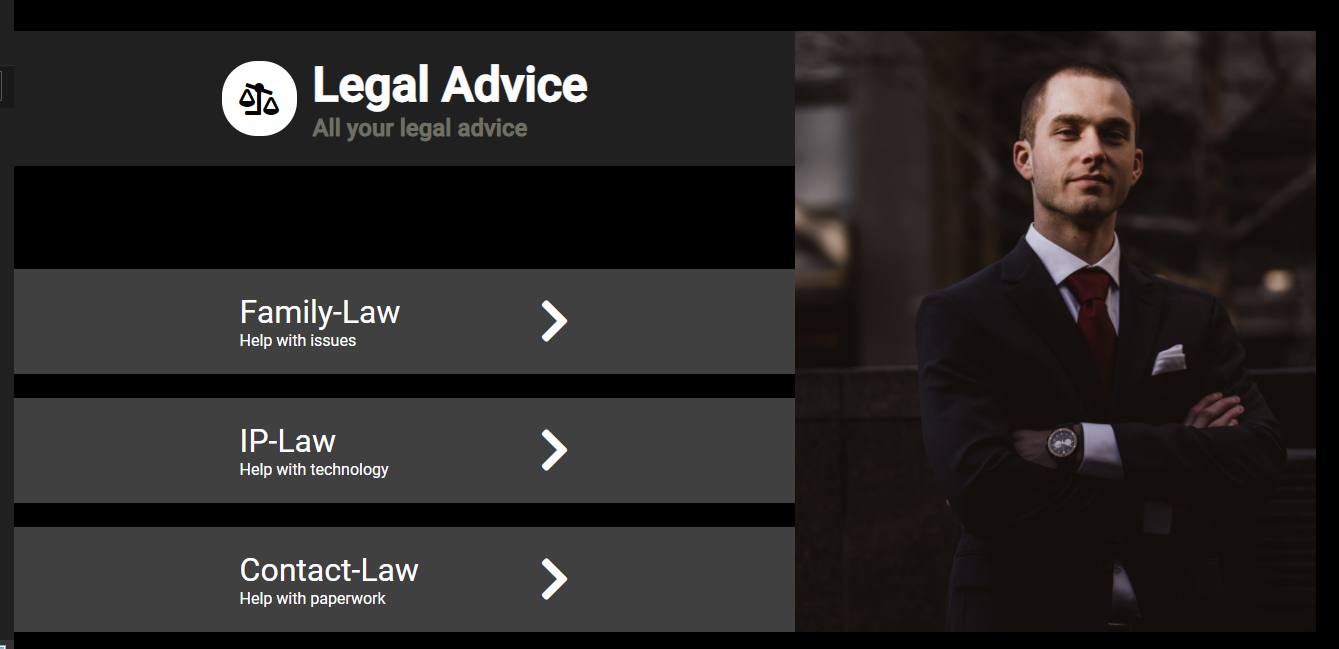 Legal Advice
All your legal advice
Family-Law
Help with issues
IP-Law
Help with technology
Contact-Law
Help with paperwork